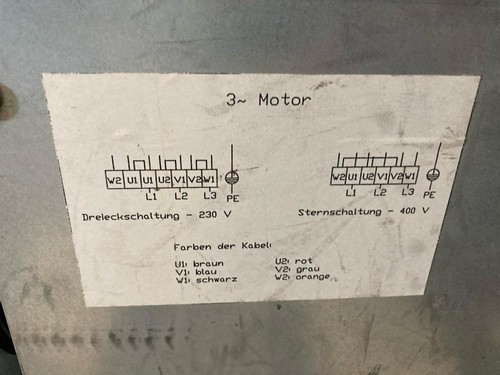 3~ Motor
W2 U1 U1 U2 V1 V2 W1
L1 L2 L3 PE
Dreieckschaltung - 230 V
W2 U1 U2 V1 V2 W1
L1 L2 L3 PE
Sternschaltung - 400 V
Farben der Kabel:
U1: braun U2: rot
V1: blau V2: grau
W1: schwarz W2: orange